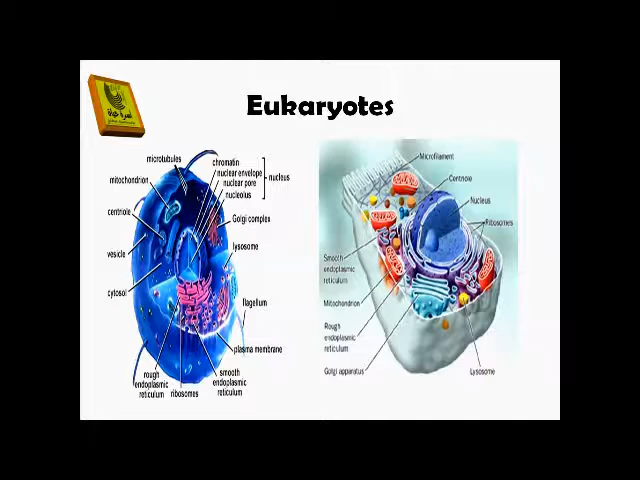 Eukaryotes
أسرة حياة
microtubules
chromatin
nuclear envelope
nuclear pore
nucleolus
nucleus
mitochondrion
centriole
Golgi complex
lysosome
vesicle
cytosol
flagellum
plasma membrane
rough
endoplasmic
reticulum
ribosomes
smooth
endoplasmic
reticulum
Microfilament
Centriole
Nucleus
Ribosomes
Smooth
endoplasmic
reticulum
Mitochondrion
Rough
endoplasmic
reticulum
Golgi apparatus
Lysosome